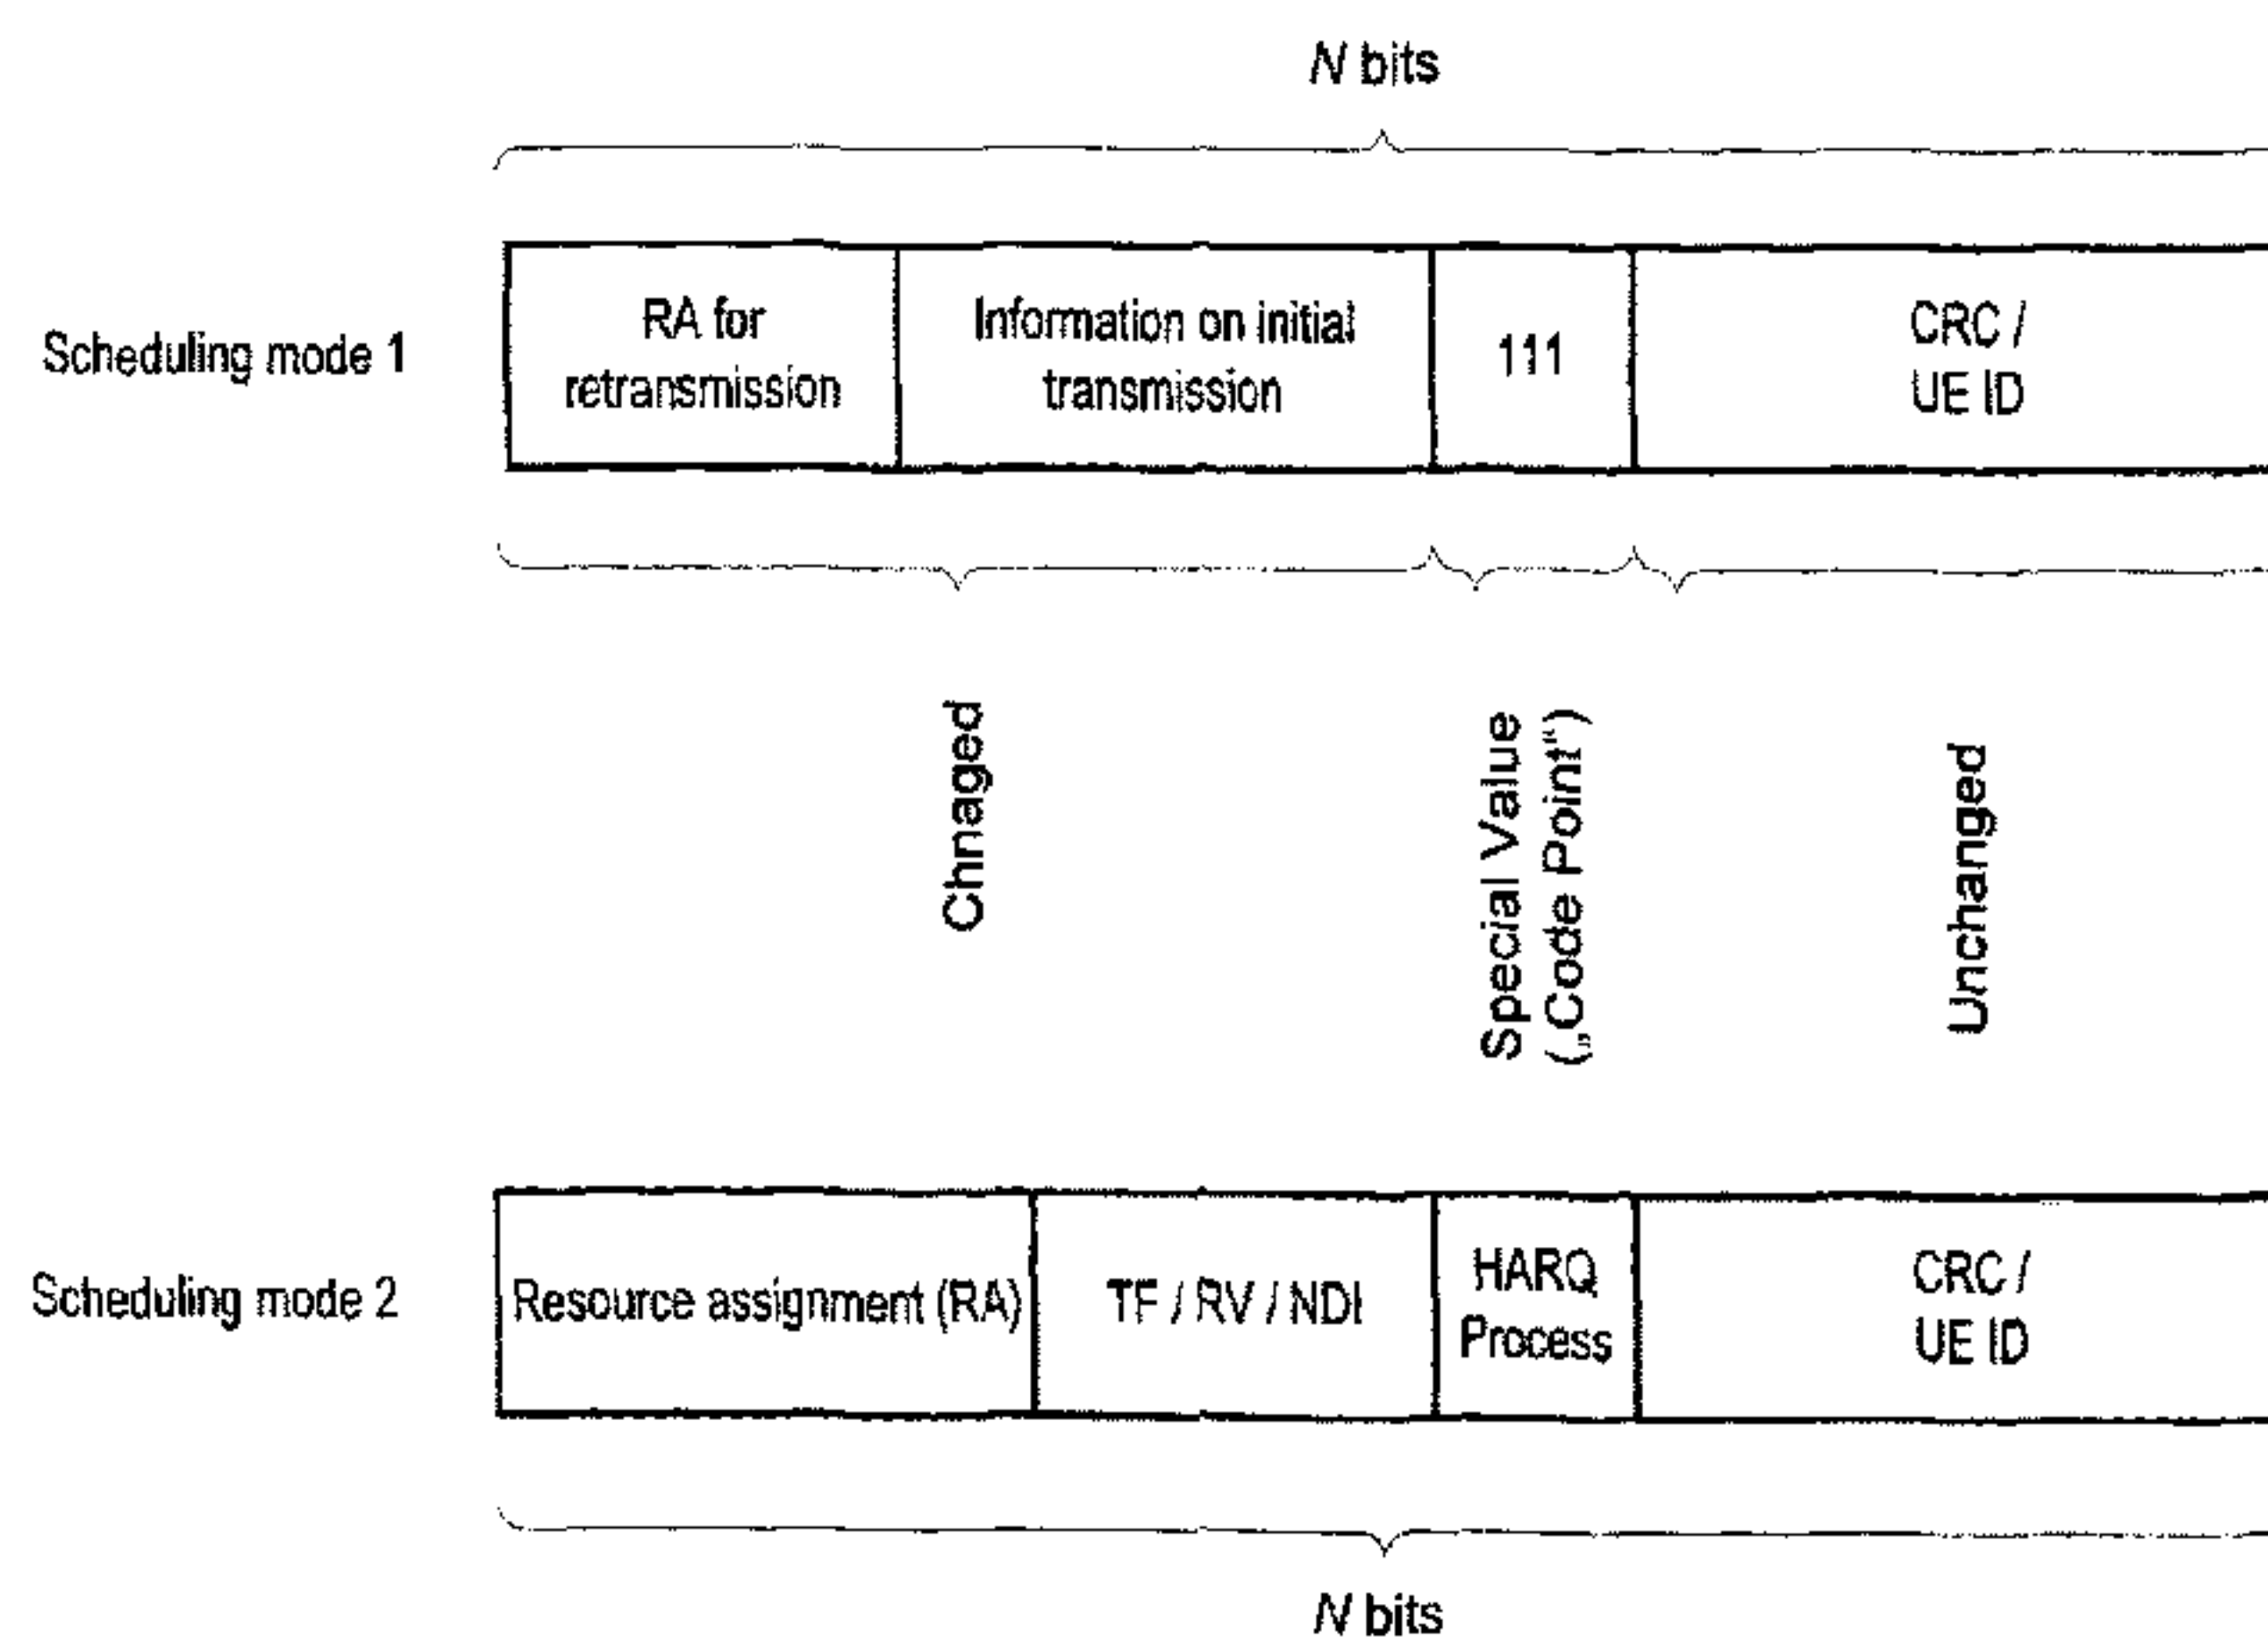 N bits
Scheduling mode 1
RA for
retransmission
Information on initial
transmission
111
CRC /
UE ID
Chnaged
Special Value
(„Code Point“)
Unchanged
Scheduling mode 2
Resource assignment (RA)
TF / RV / NDI
HARQ
Process
CRC /
UE ID
N bits